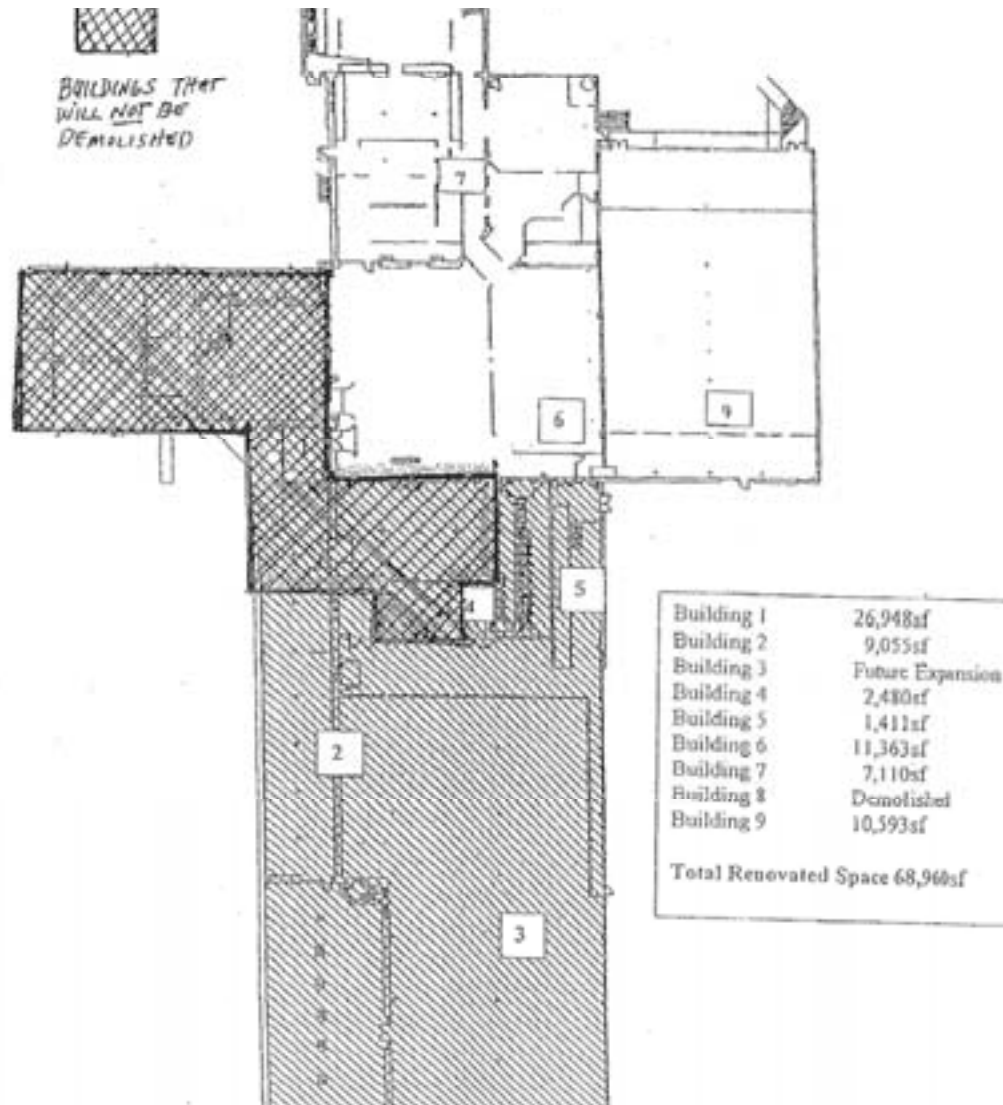 BUILDINGS THAT
WILL NOT BE
DEMOLISHED
7
6
9
5
4
2
3
Building 1 26,948sf
Building 2 9,055sf
Building 3 Future Expansion
Building 4 2,480sf
Building 5 1,411sf
Building 6 11,363sf
Building 7 7,110sf
Building 8 Demolished
Building 9 10,593sf
Total Renovated Space 68,960sf